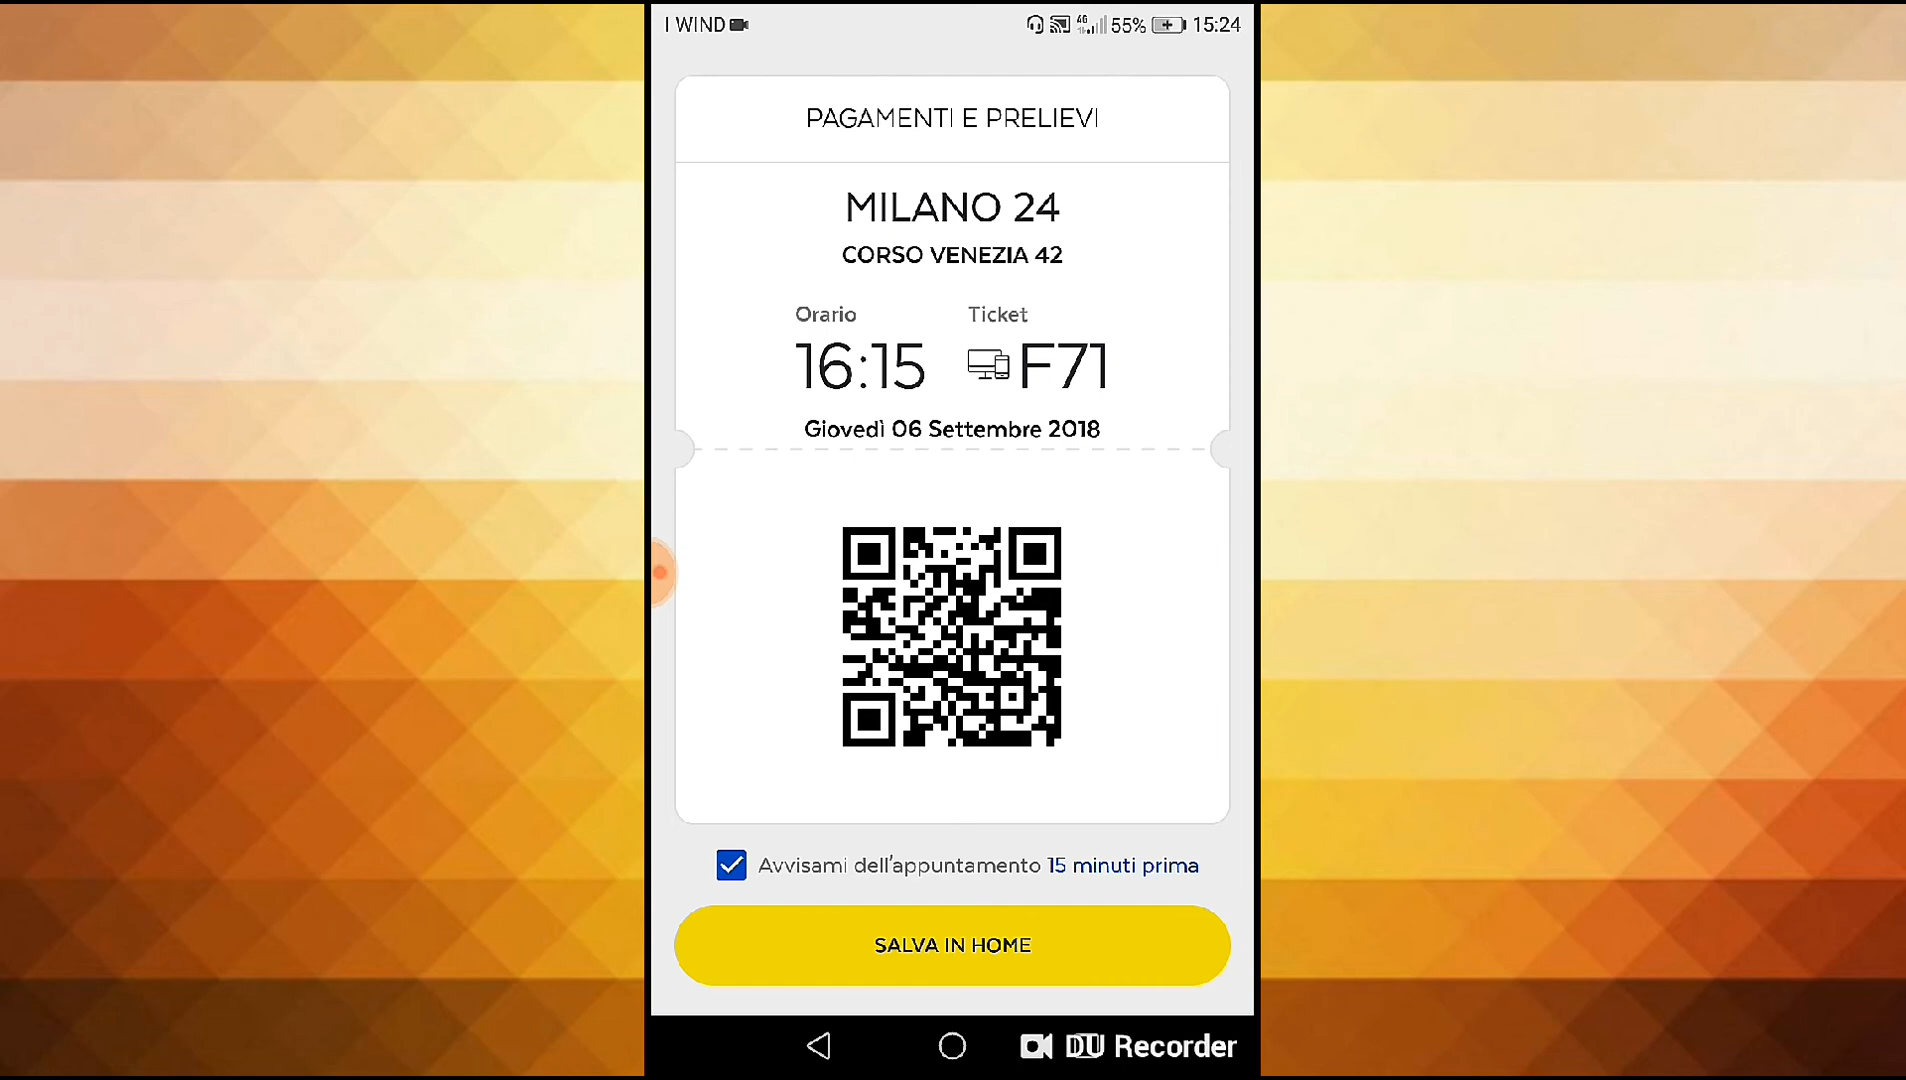 I WIND 4G 55% 15:24
PAGAMENTI E PRELIEVI
MILANO 24
CORSO VENEZIA 42
Orario Ticket
16:15 F71
Giovedì 06 Settembre 2018
Avvisami dell'appuntamento 15 minuti prima
SALVA IN HOME
DU Recorder